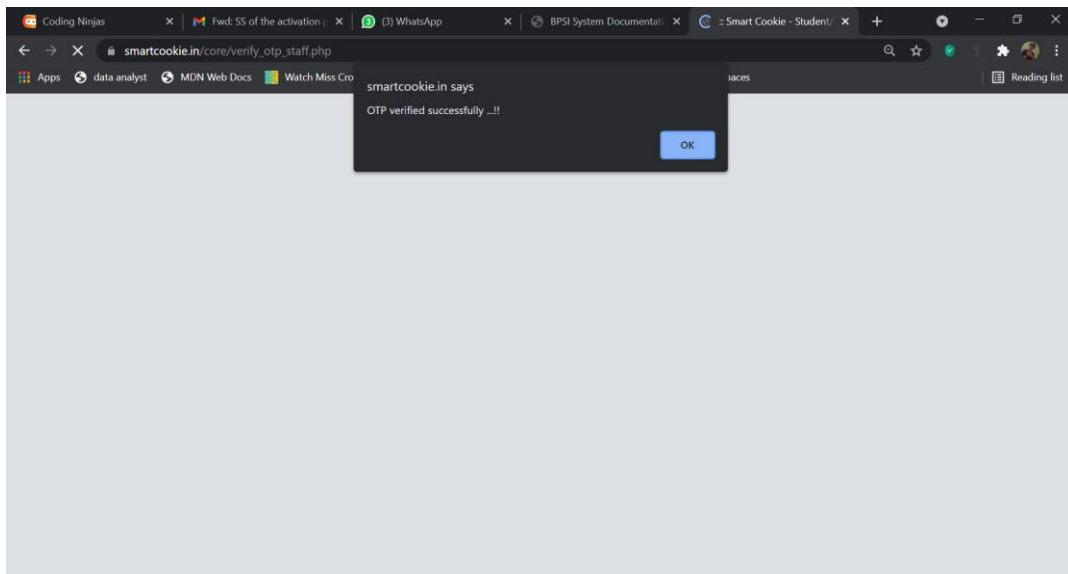 Coding Ninjas
Fwd: SS of the activation p
(3) WhatsApp
BPSI System Documentati
:: Smart Cookie - Student/
smartcookie.in/core/verify_otp_staff.php
Apps
data analyst
MDN Web Docs
Watch Miss Cro
paces
Reading list
smartcookie.in says
OTP verified successfully ...!!
OK